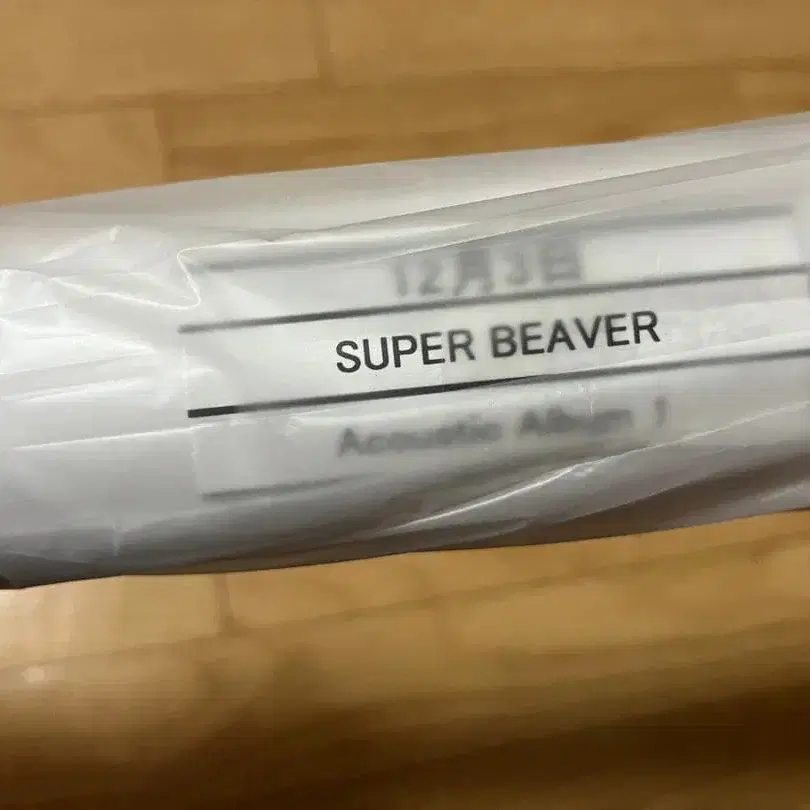 12月3日
SUPER BEAVER
Acoustic Album 1